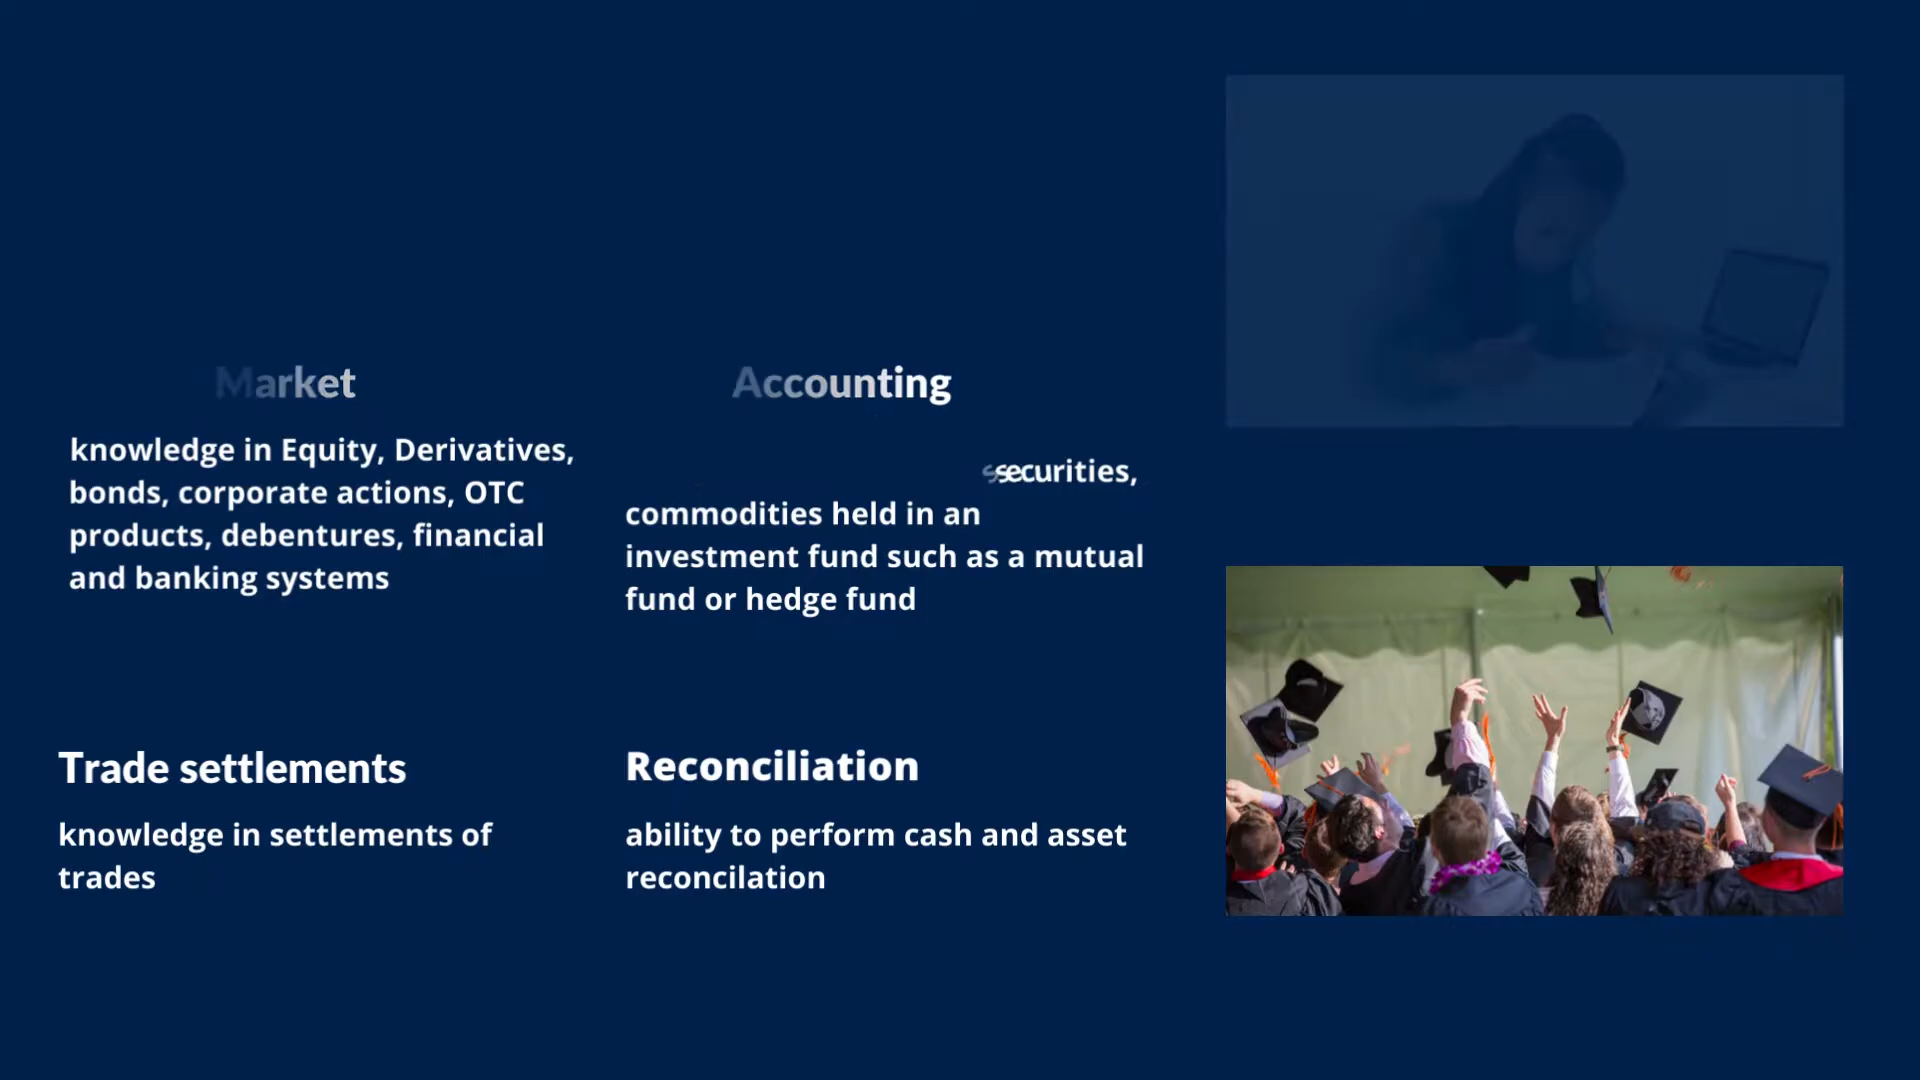 Market
knowledge in Equity, Derivatives,
bonds, corporate actions, OTC
products, debentures, financial
and banking systems
Accounting
securities,
commodities held in an
investment fund such as a mutual
fund or hedge fund
Trade settlements
knowledge in settlements of
trades
Reconciliation
ability to perform cash and asset
reconcilation